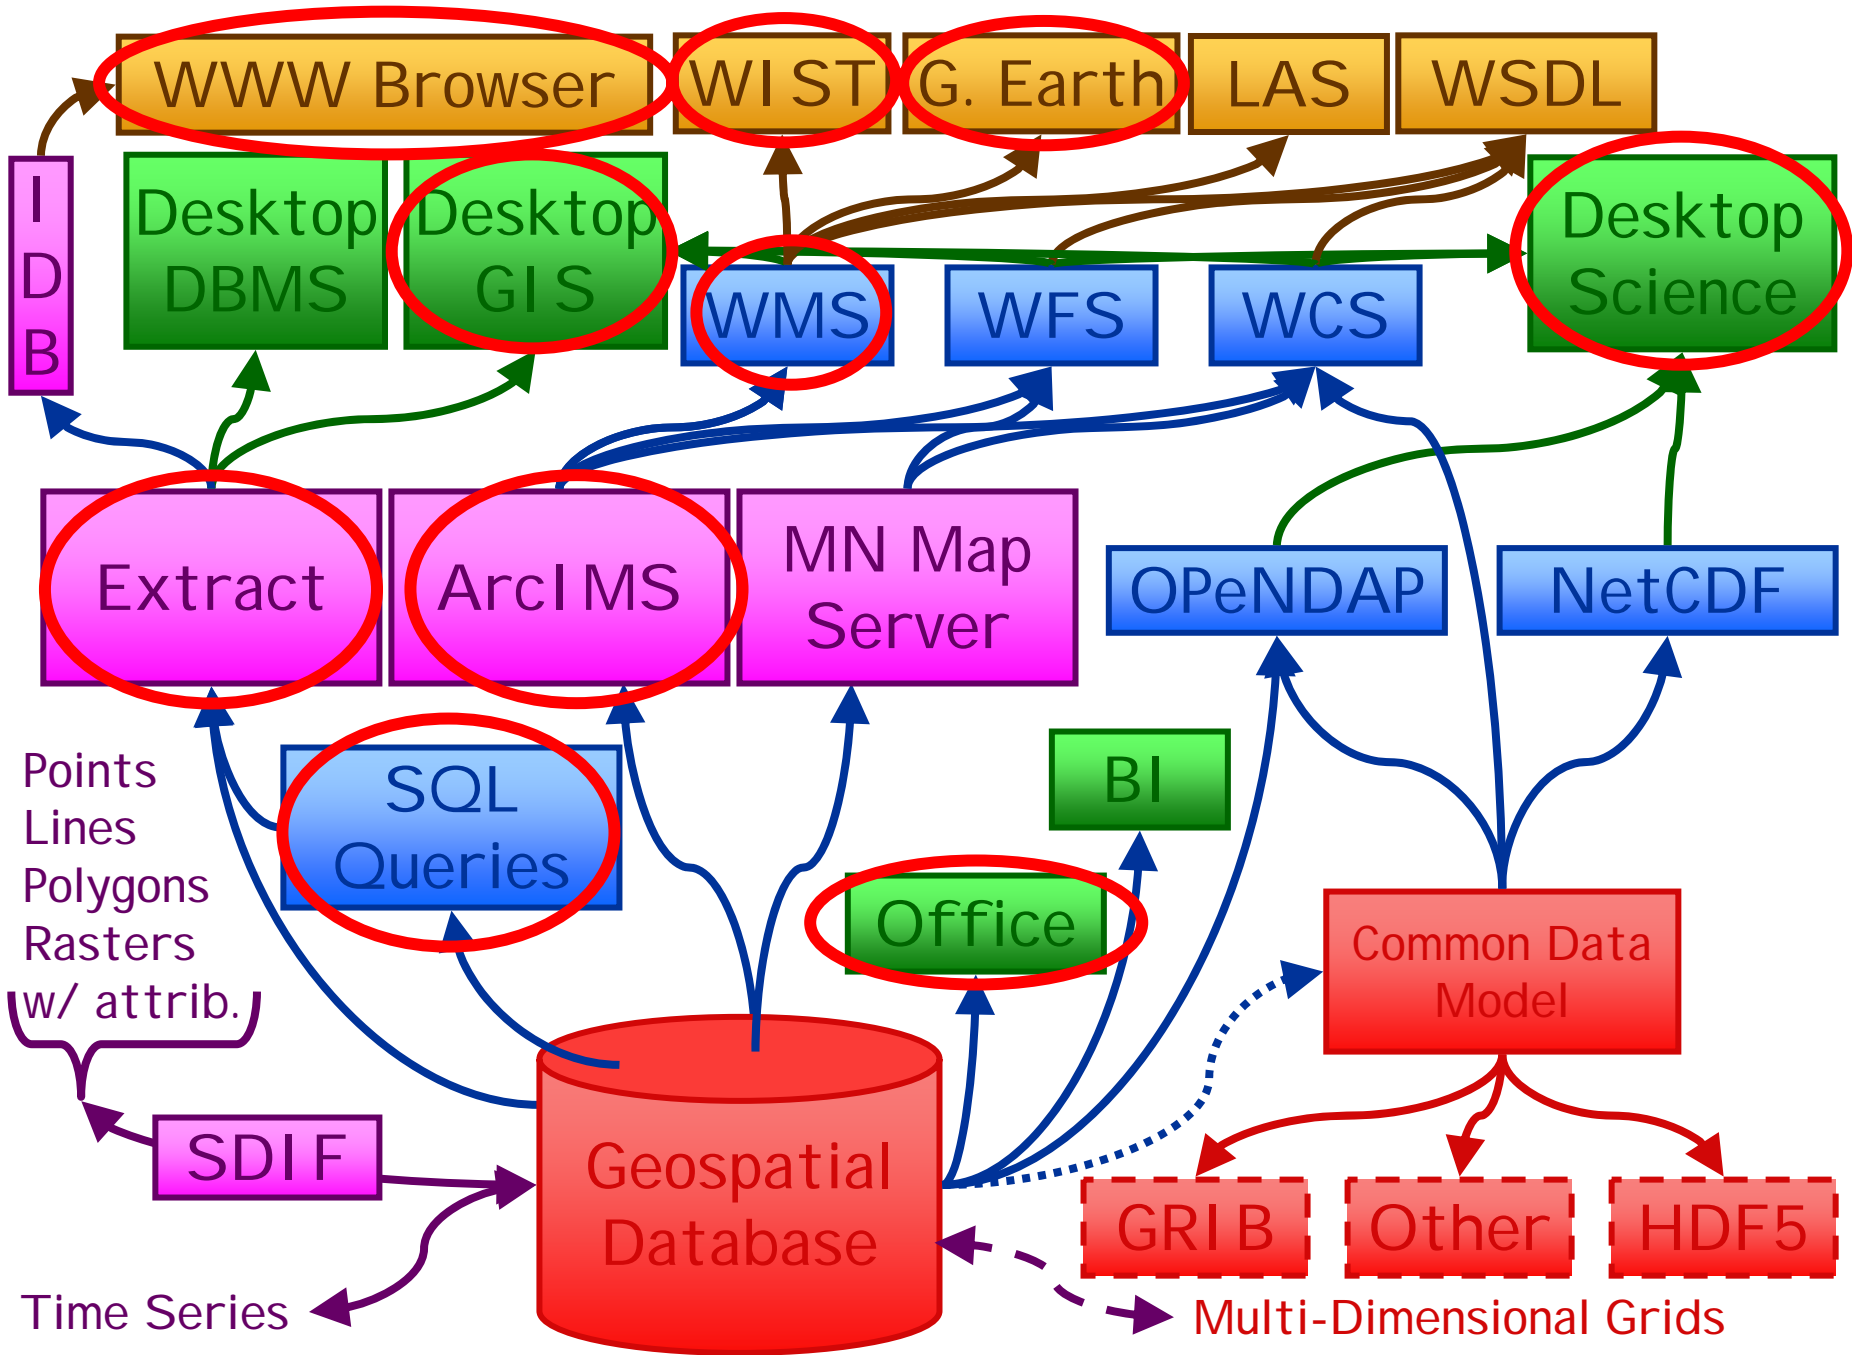 WWW Browser
WIST
G. Earth
LAS
WSDL
IDB
Desktop
DBMS
Desktop
GIS
WMS
WFS
WCS
Desktop
Science
Extract
ArcIMS
MN Map
Server
OPeNDAP
NetCDF
Points
Lines
Polygons
Rasters
w/ attrib.
SQL
Queries
BI
Office
Common Data
Model
SDIF
Geospatial
Database
GRIB
Other
HDF5
Time Series
Multi-Dimensional Grids